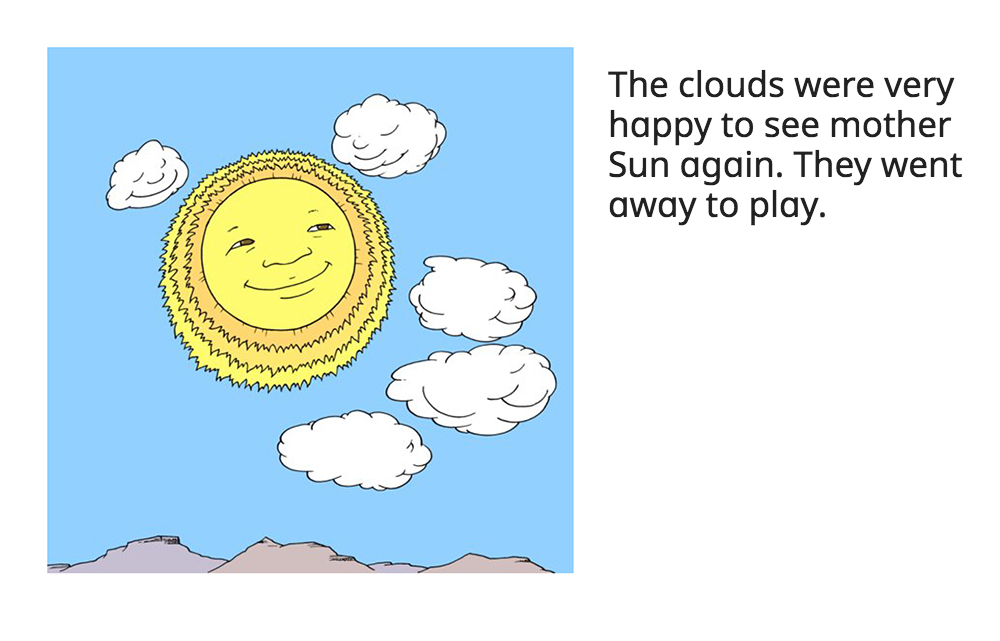 The clouds were very
happy to see mother
Sun again. They went
away to play.